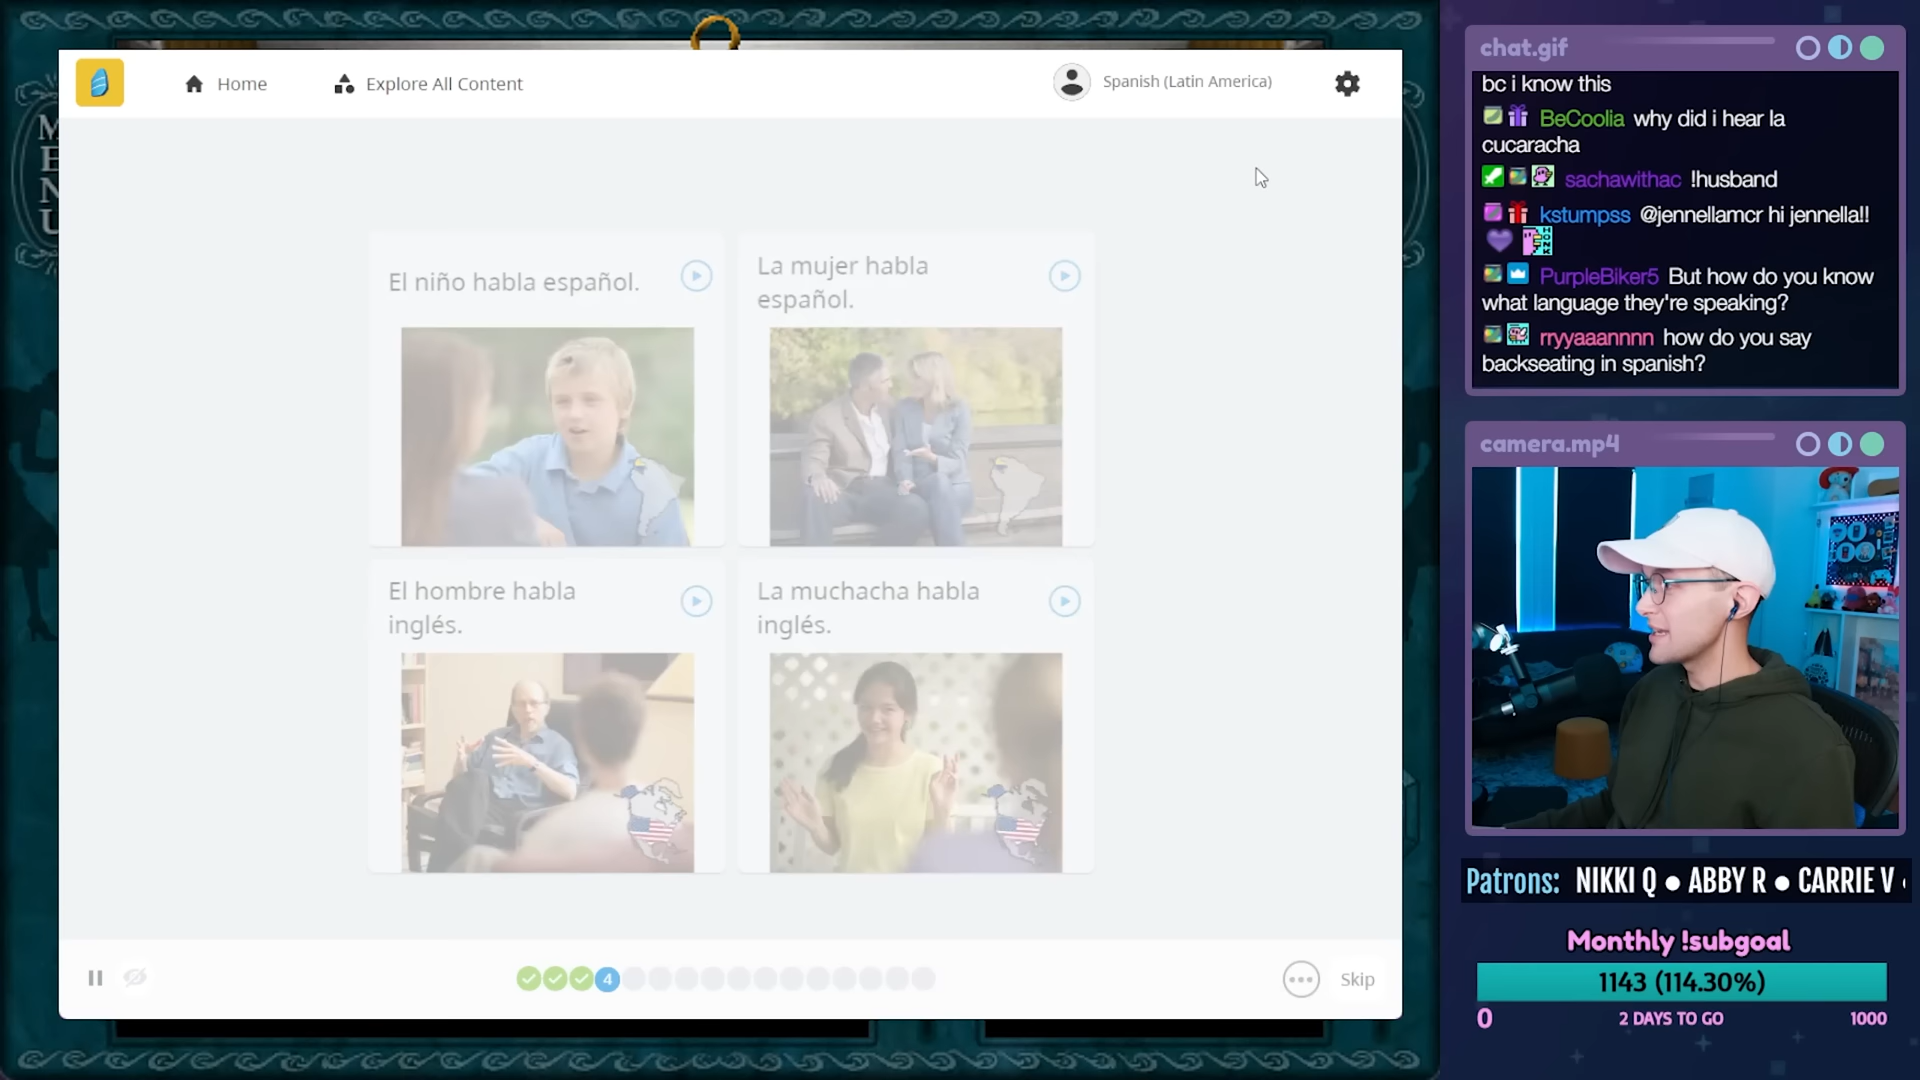 M
E
N
U
Home
Explore All Content
Spanish (Latin America)
El niño habla español.
La mujer habla
español.
El hombre habla
inglés.
La muchacha habla
inglés.
4
Skip
chat.gif
bc i know this
BeCoolia why did i hear la
cucaracha
sachawithac !husband
kstumpss @jennellamcr hi jennella!!
PurpleBiker5 But how do you know
what language they're speaking?
rryyaaannnn how do you say
backseating in spanish?
camera.mp4
Patrons: NIKKI Q ● ABBY R ● CARRIE V
Monthly !subgoal
1143 (114.30%)
0 2 DAYS TO GO 1000